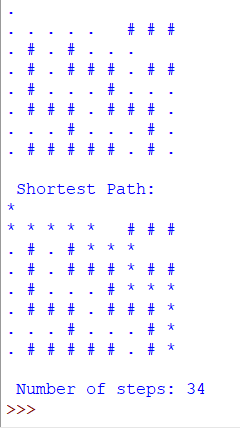 .
. . . . .   # # #
. # . # . . .
. # . # # # . # #
. # . . . # . . .
. # # # . # # # .
. . . # . . . # .
. # # # # # . # .
Shortest Path:
*
* * * * *   # # #
. # . # * * *
. # . # # # * # #
. # . . . # * * *
. # # # . # # # *
. . . # . . . # *
. # # # # # . # *
Number of steps: 34
>>>